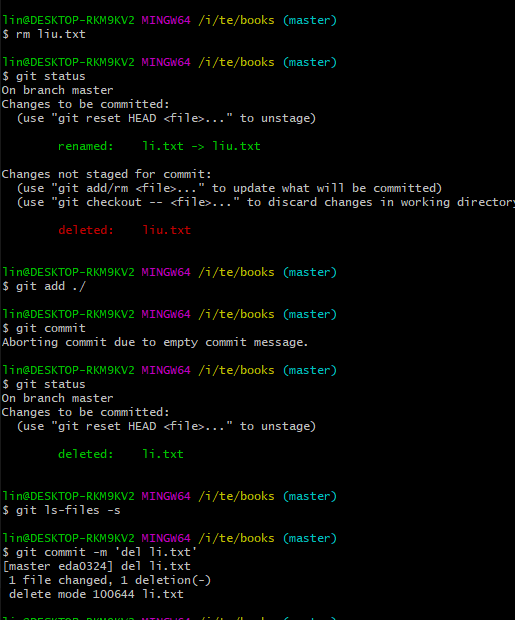 lin@DESKTOP-RKM9KV2 MINGW64 /i/te/books (master)
$ rm liu.txt
lin@DESKTOP-RKM9KV2 MINGW64 /i/te/books (master)
$ git status
On branch master
Changes to be committed:
  (use "git reset HEAD <file>..." to unstage)
        renamed:    li.txt -> liu.txt
Changes not staged for commit:
  (use "git add/rm <file>..." to update what will be committed)
  (use "git checkout -- <file>..." to discard changes in working directory
        deleted:    liu.txt
lin@DESKTOP-RKM9KV2 MINGW64 /i/te/books (master)
$ git add ./
lin@DESKTOP-RKM9KV2 MINGW64 /i/te/books (master)
$ git commit
Aborting commit due to empty commit message.
lin@DESKTOP-RKM9KV2 MINGW64 /i/te/books (master)
$ git status
On branch master
Changes to be committed:
  (use "git reset HEAD <file>..." to unstage)
        deleted:    li.txt
lin@DESKTOP-RKM9KV2 MINGW64 /i/te/books (master)
$ git ls-files -s
lin@DESKTOP-RKM9KV2 MINGW64 /i/te/books (master)
$ git commit -m 'del li.txt'
[master eda0324] del li.txt
 1 file changed, 1 deletion(-)
 delete mode 100644 li.txt
lin@DESKTOP-RKM9KV2 MINGW64 /i/te/books (master)